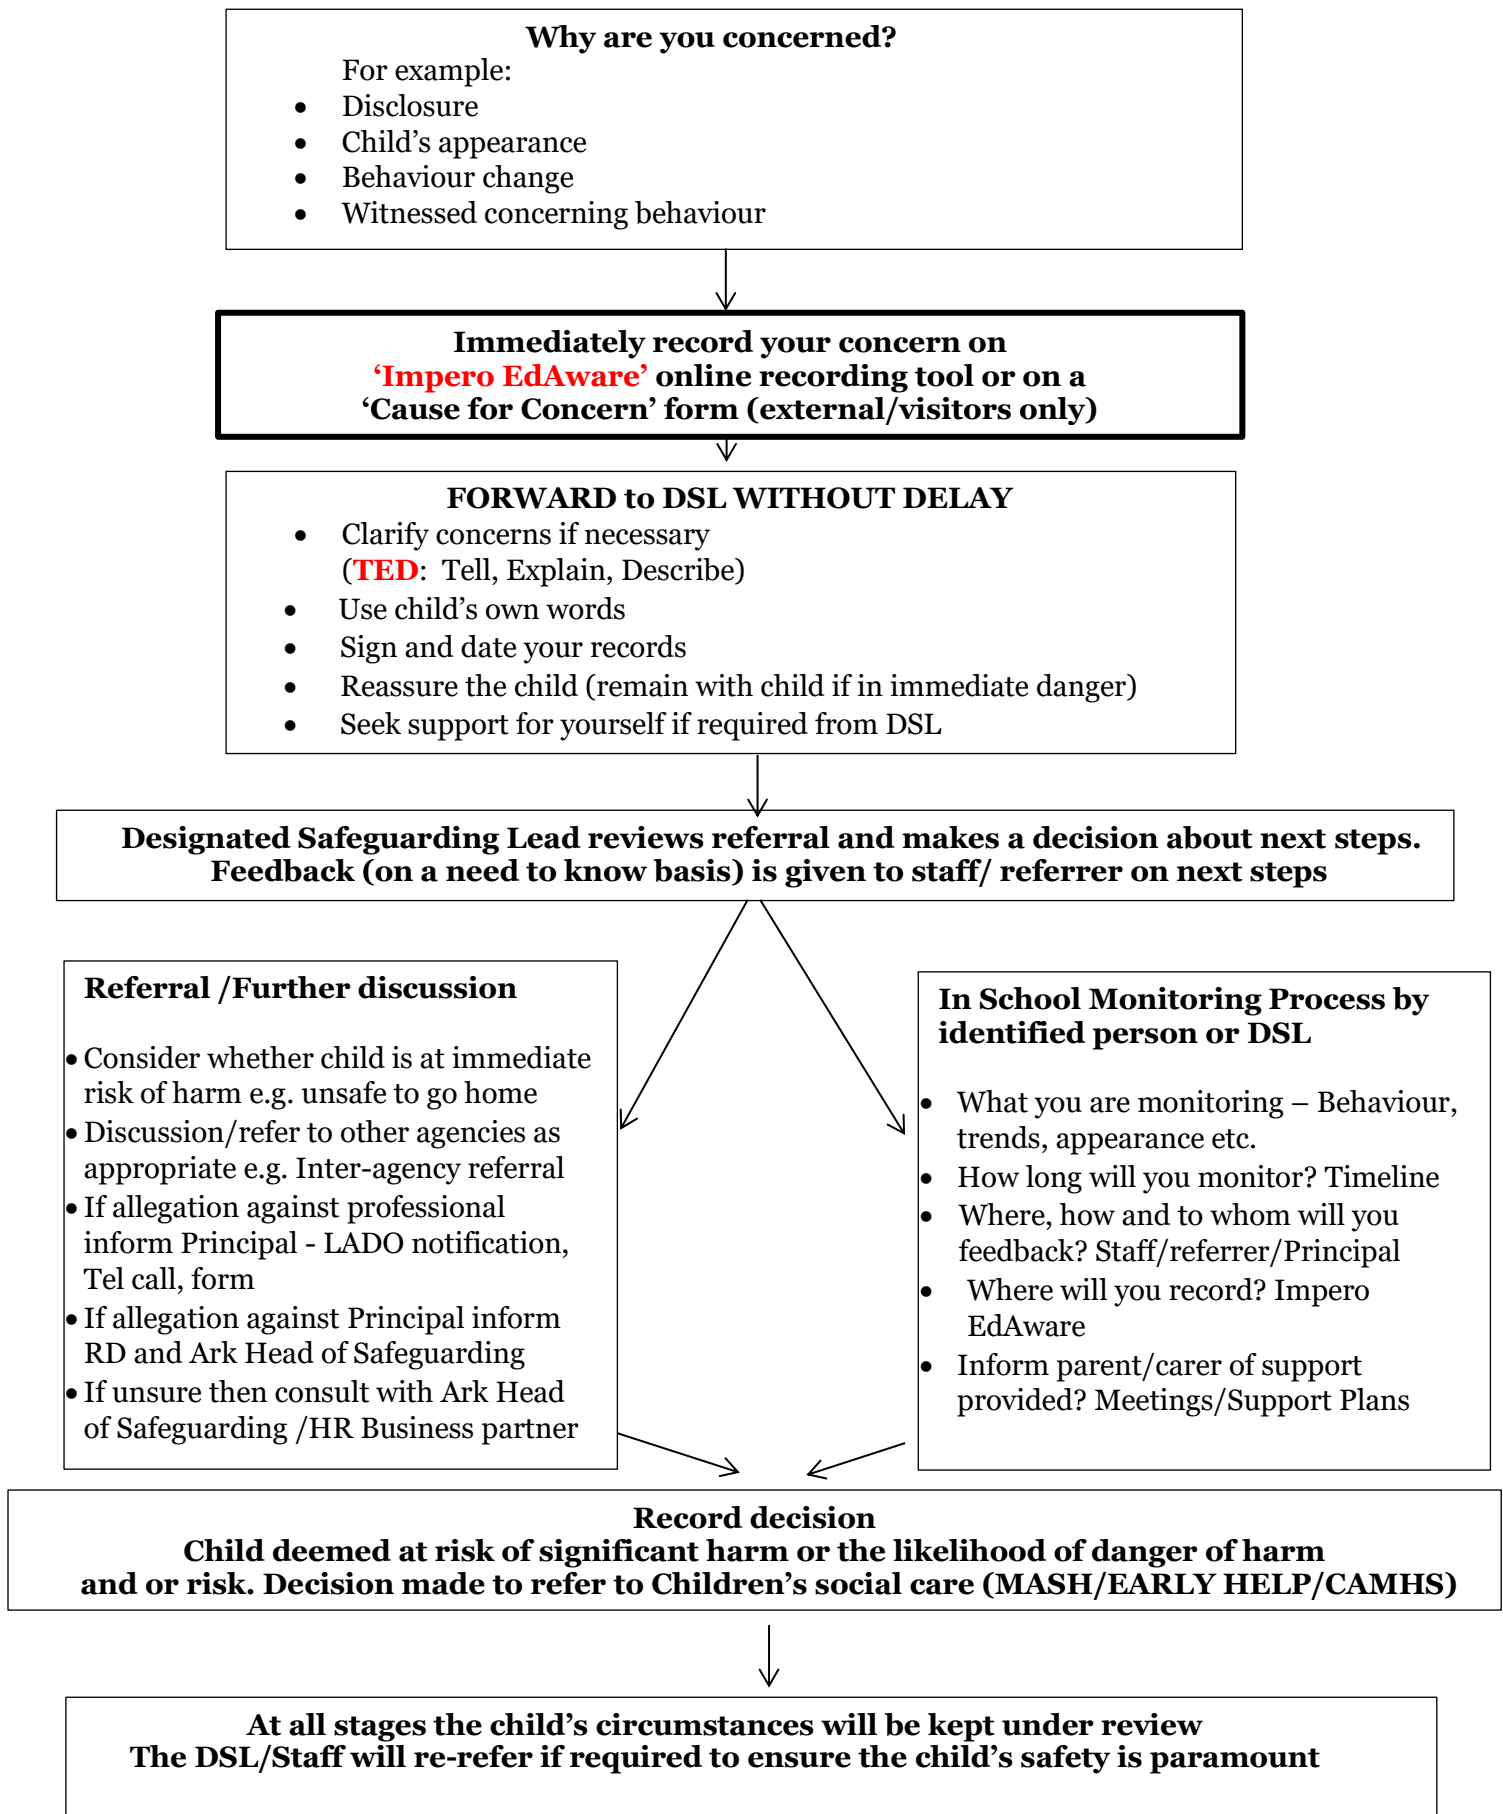 Why are you concerned?
For example:
• Disclosure
• Child’s appearance
• Behaviour change
• Witnessed concerning behaviour
Immediately record your concern on
‘Impero EdAware’ online recording tool or on a
‘Cause for Concern’ form (external/visitors only)
FORWARD to DSL WITHOUT DELAY
• Clarify concerns if necessary
(TED: Tell, Explain, Describe)
• Use child’s own words
• Sign and date your records
• Reassure the child (remain with child if in immediate danger)
• Seek support for yourself if required from DSL
Designated Safeguarding Lead reviews referral and makes a decision about next steps.
Feedback (on a need to know basis) is given to staff/ referrer on next steps
Referral /Further discussion
• Consider whether child is at immediate
risk of harm e.g. unsafe to go home
• Discussion/refer to other agencies as
appropriate e.g. Inter-agency referral
• If allegation against professional
inform Principal - LADO notification,
Tel call, form
• If allegation against Principal inform
RD and Ark Head of Safeguarding
• If unsure then consult with Ark Head
of Safeguarding /HR Business partner
In School Monitoring Process by
identified person or DSL
• What you are monitoring – Behaviour,
trends, appearance etc.
• How long will you monitor? Timeline
• Where, how and to whom will you
feedback? Staff/referrer/Principal
• Where will you record? Impero
EdAware
• Inform parent/carer of support
provided? Meetings/Support Plans
Record decision
Child deemed at risk of significant harm or the likelihood of danger of harm
and or risk. Decision made to refer to Children’s social care (MASH/EARLY HELP/CAMHS)
At all stages the child’s circumstances will be kept under review
The DSL/Staff will re-refer if required to ensure the child’s safety is paramount